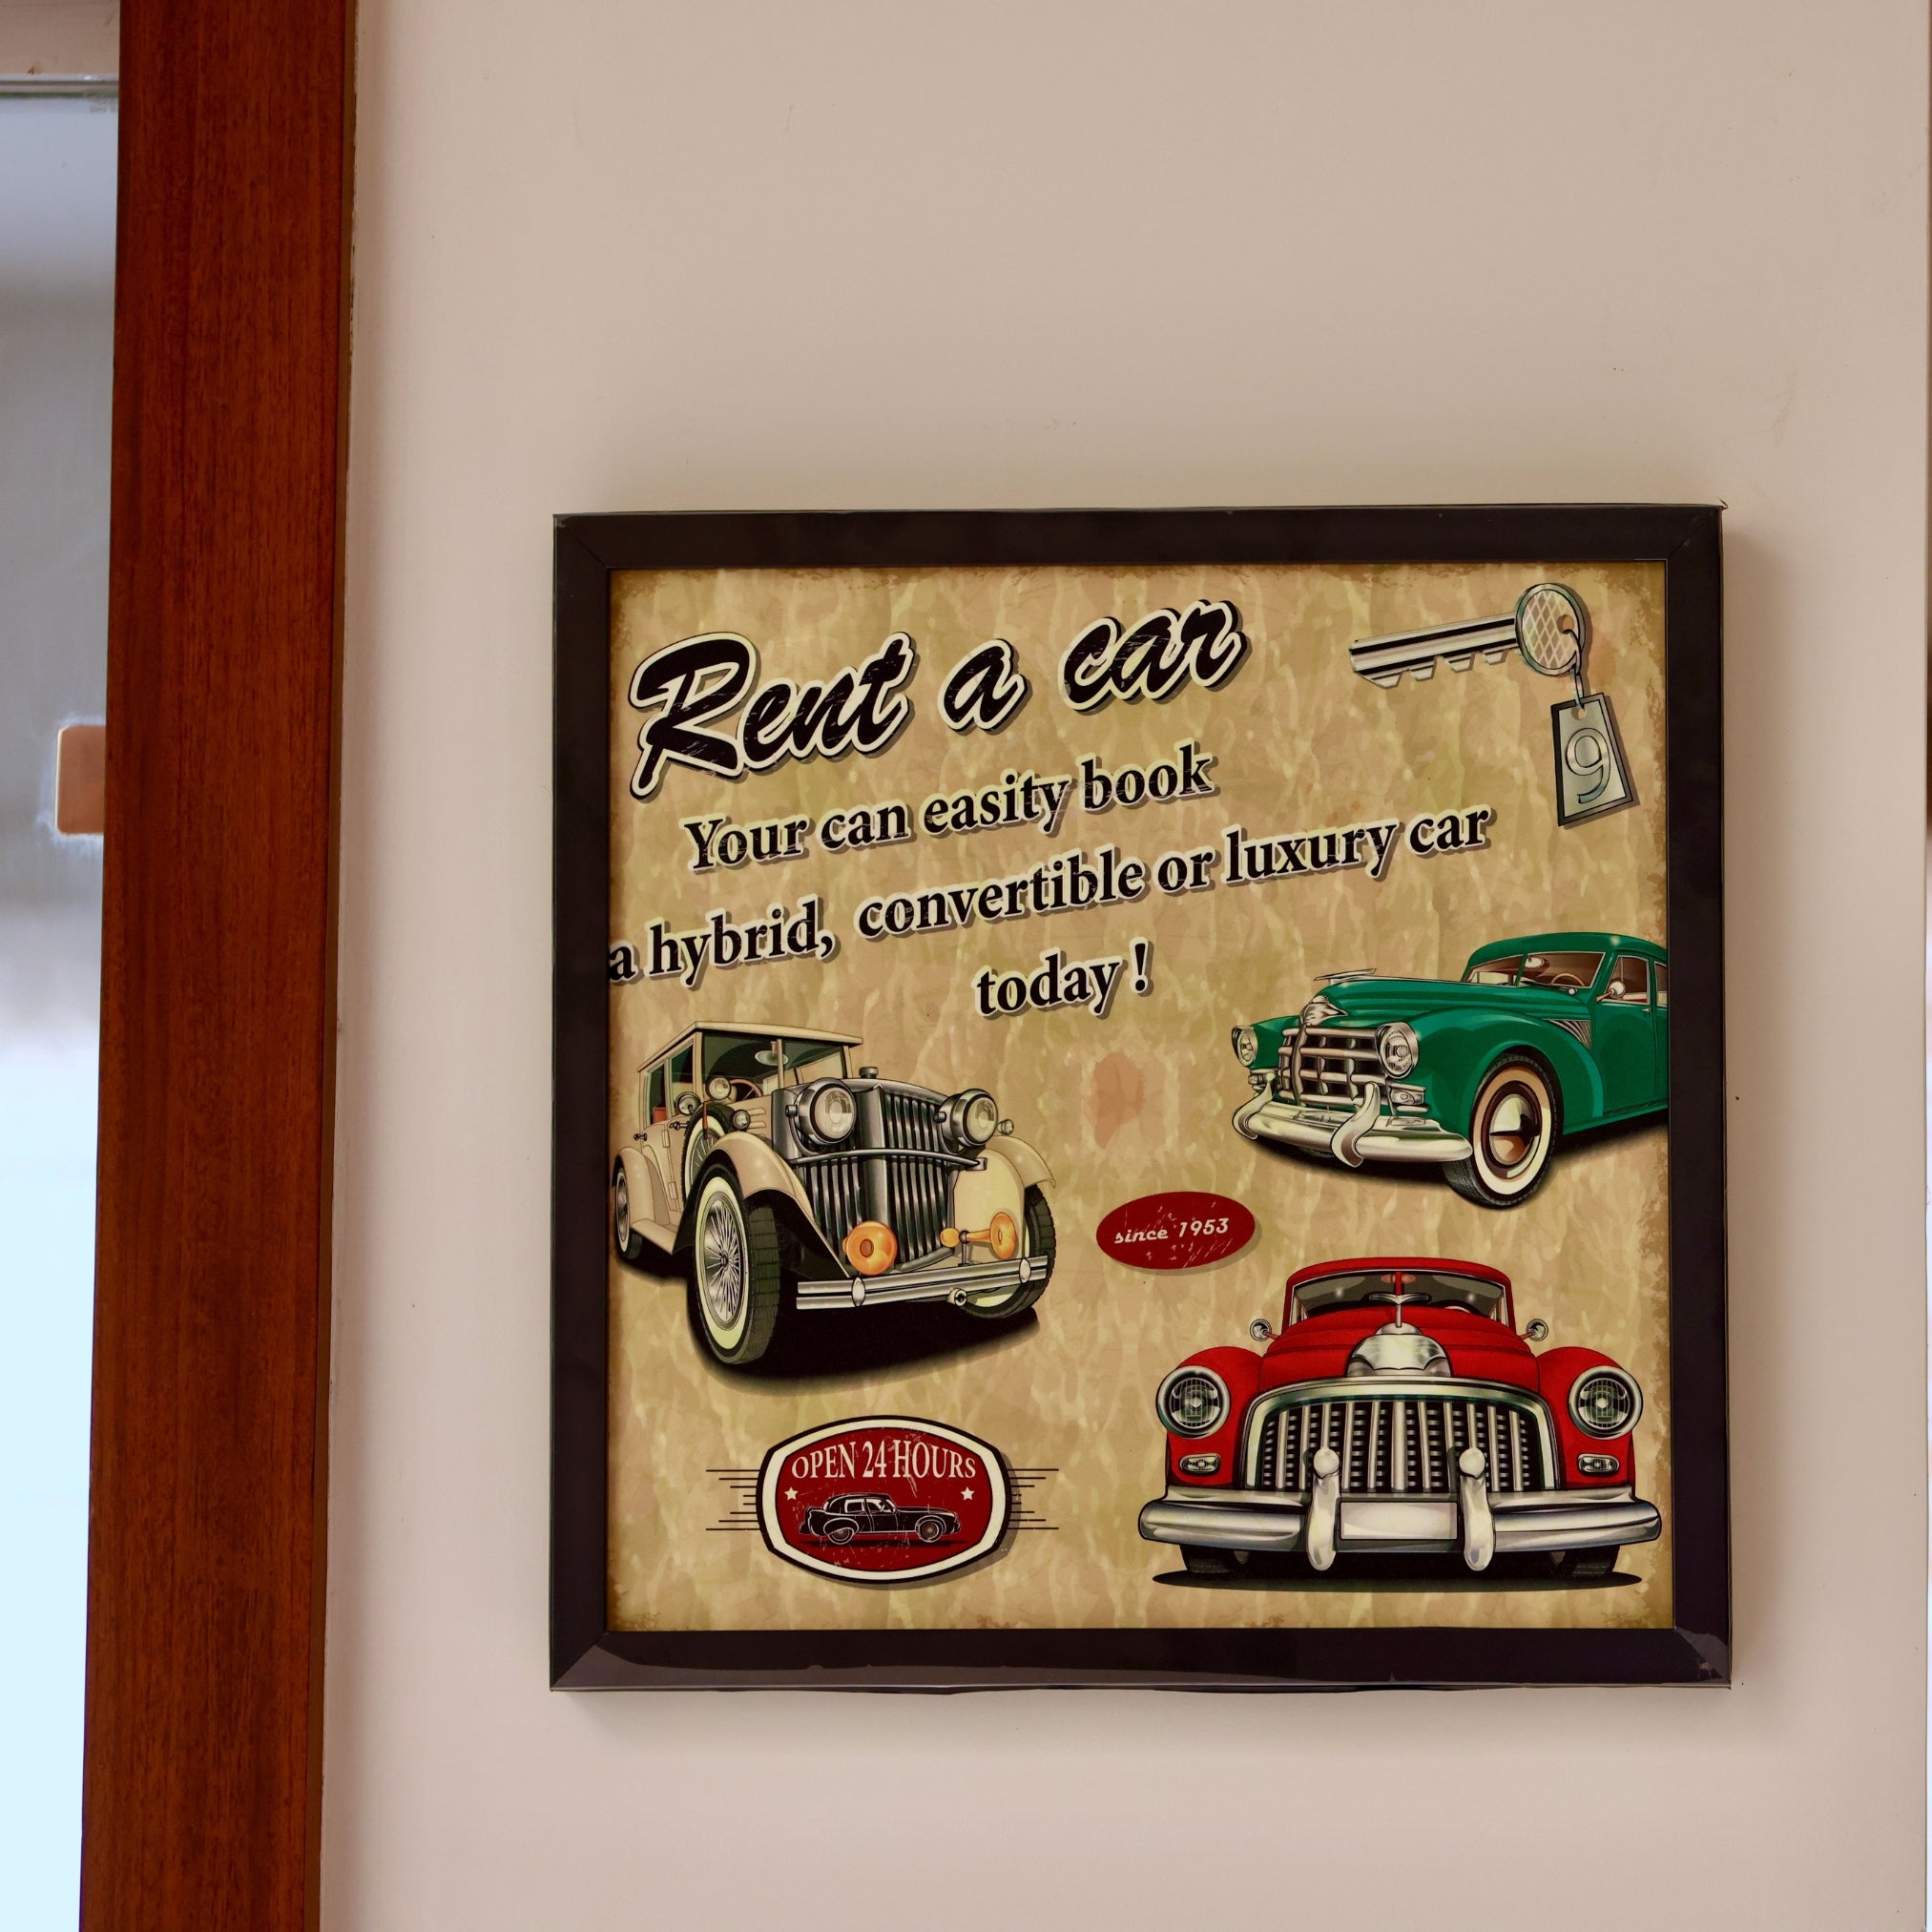 Rent a car
9
Your can easity book
a hybrid, convertible or luxury car
today !
since 1953
OPEN 24 HOURS